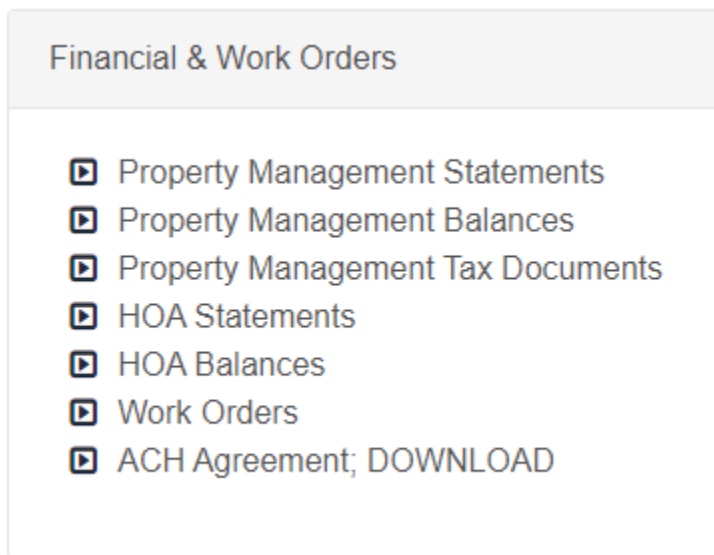 Financial & Work Orders
Property Management Statements
Property Management Balances
Property Management Tax Documents
HOA Statements
HOA Balances
Work Orders
ACH Agreement; DOWNLOAD